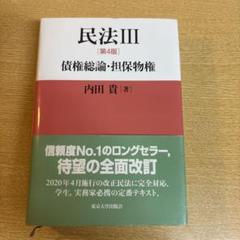 民法Ⅲ
[第4版]
債権総論・担保物権
内田 貴 [著]
信頼度No.1のロングセラー,
待望の全面改訂
2020年4月施行の改正民法に完全対応.
学生,実務家必携の定番テキスト.
東京大学出版会